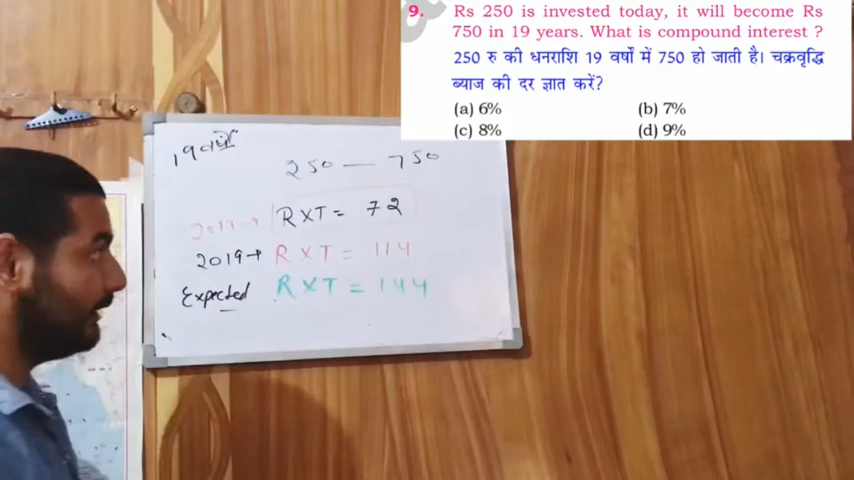 9. Rs 250 is invested today, it will become Rs
750 in 19 years. What is compound interest ?
250 रु की धनराशि 19 वर्षों में 750 हो जाती है। चक्रवृद्धि
ब्याज की दर ज्ञात करें?
(a) 6% (b) 7%
(c) 8% (d) 9%
19 वर्षों
250 — 750
2017→ R×T = 72
2019→ R×T = 114
Expected R×T = 144